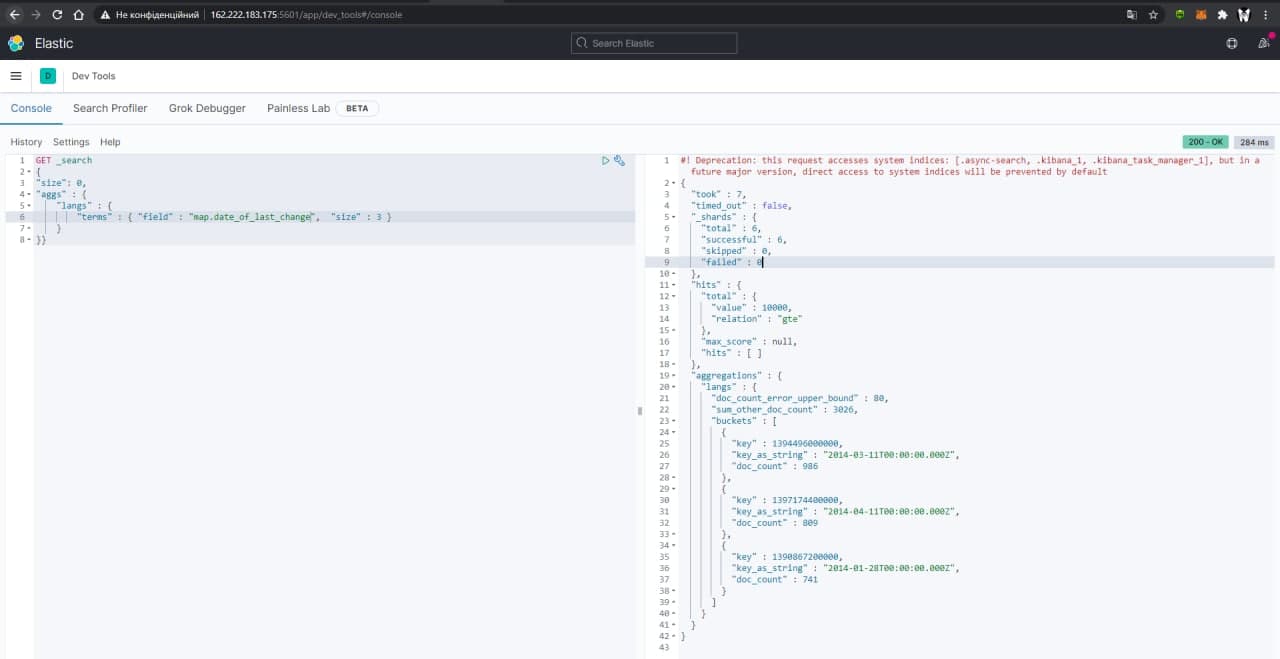 Не конфіденційний 162.222.183.175:5601/app/dev_tools#/console
Elastic
Search Elastic
D Dev Tools
Console Search Profiler Grok Debugger Painless Lab BETA
History Settings Help
200 - OK 284 ms
1 GET _search
2 {
3 "size": 0,
4 "aggs" : {
5 "langs" : {
6 "terms" : { "field" : "map.date_of_last_change", "size" : 3 }
7 }
8 }}
1 #! Deprecation: this request accesses system indices: [.async-search, .kibana_1, .kibana_task_manager_1], but in a
future major version, direct access to system indices will be prevented by default
2 {
3 "took" : 7,
4 "timed_out" : false,
5 "_shards" : {
6 "total" : 6,
7 "successful" : 6,
8 "skipped" : 0,
9 "failed" : 0
10 },
11 "hits" : {
12 "total" : {
13 "value" : 10000,
14 "relation" : "gte"
15 },
16 "max_score" : null,
17 "hits" : [ ]
18 },
19 "aggregations" : {
20 "langs" : {
21 "doc_count_error_upper_bound" : 80,
22 "sum_other_doc_count" : 3026,
23 "buckets" : [
24 {
25 "key" : 1394496000000,
26 "key_as_string" : "2014-03-11T00:00:00.000Z",
27 "doc_count" : 986
28 },
29 {
30 "key" : 1397174400000,
31 "key_as_string" : "2014-04-11T00:00:00.000Z",
32 "doc_count" : 809
33 },
34 {
35 "key" : 1390867200000,
36 "key_as_string" : "2014-01-28T00:00:00.000Z",
37 "doc_count" : 741
38 }
39 ]
40 }
41 }
42 }
43